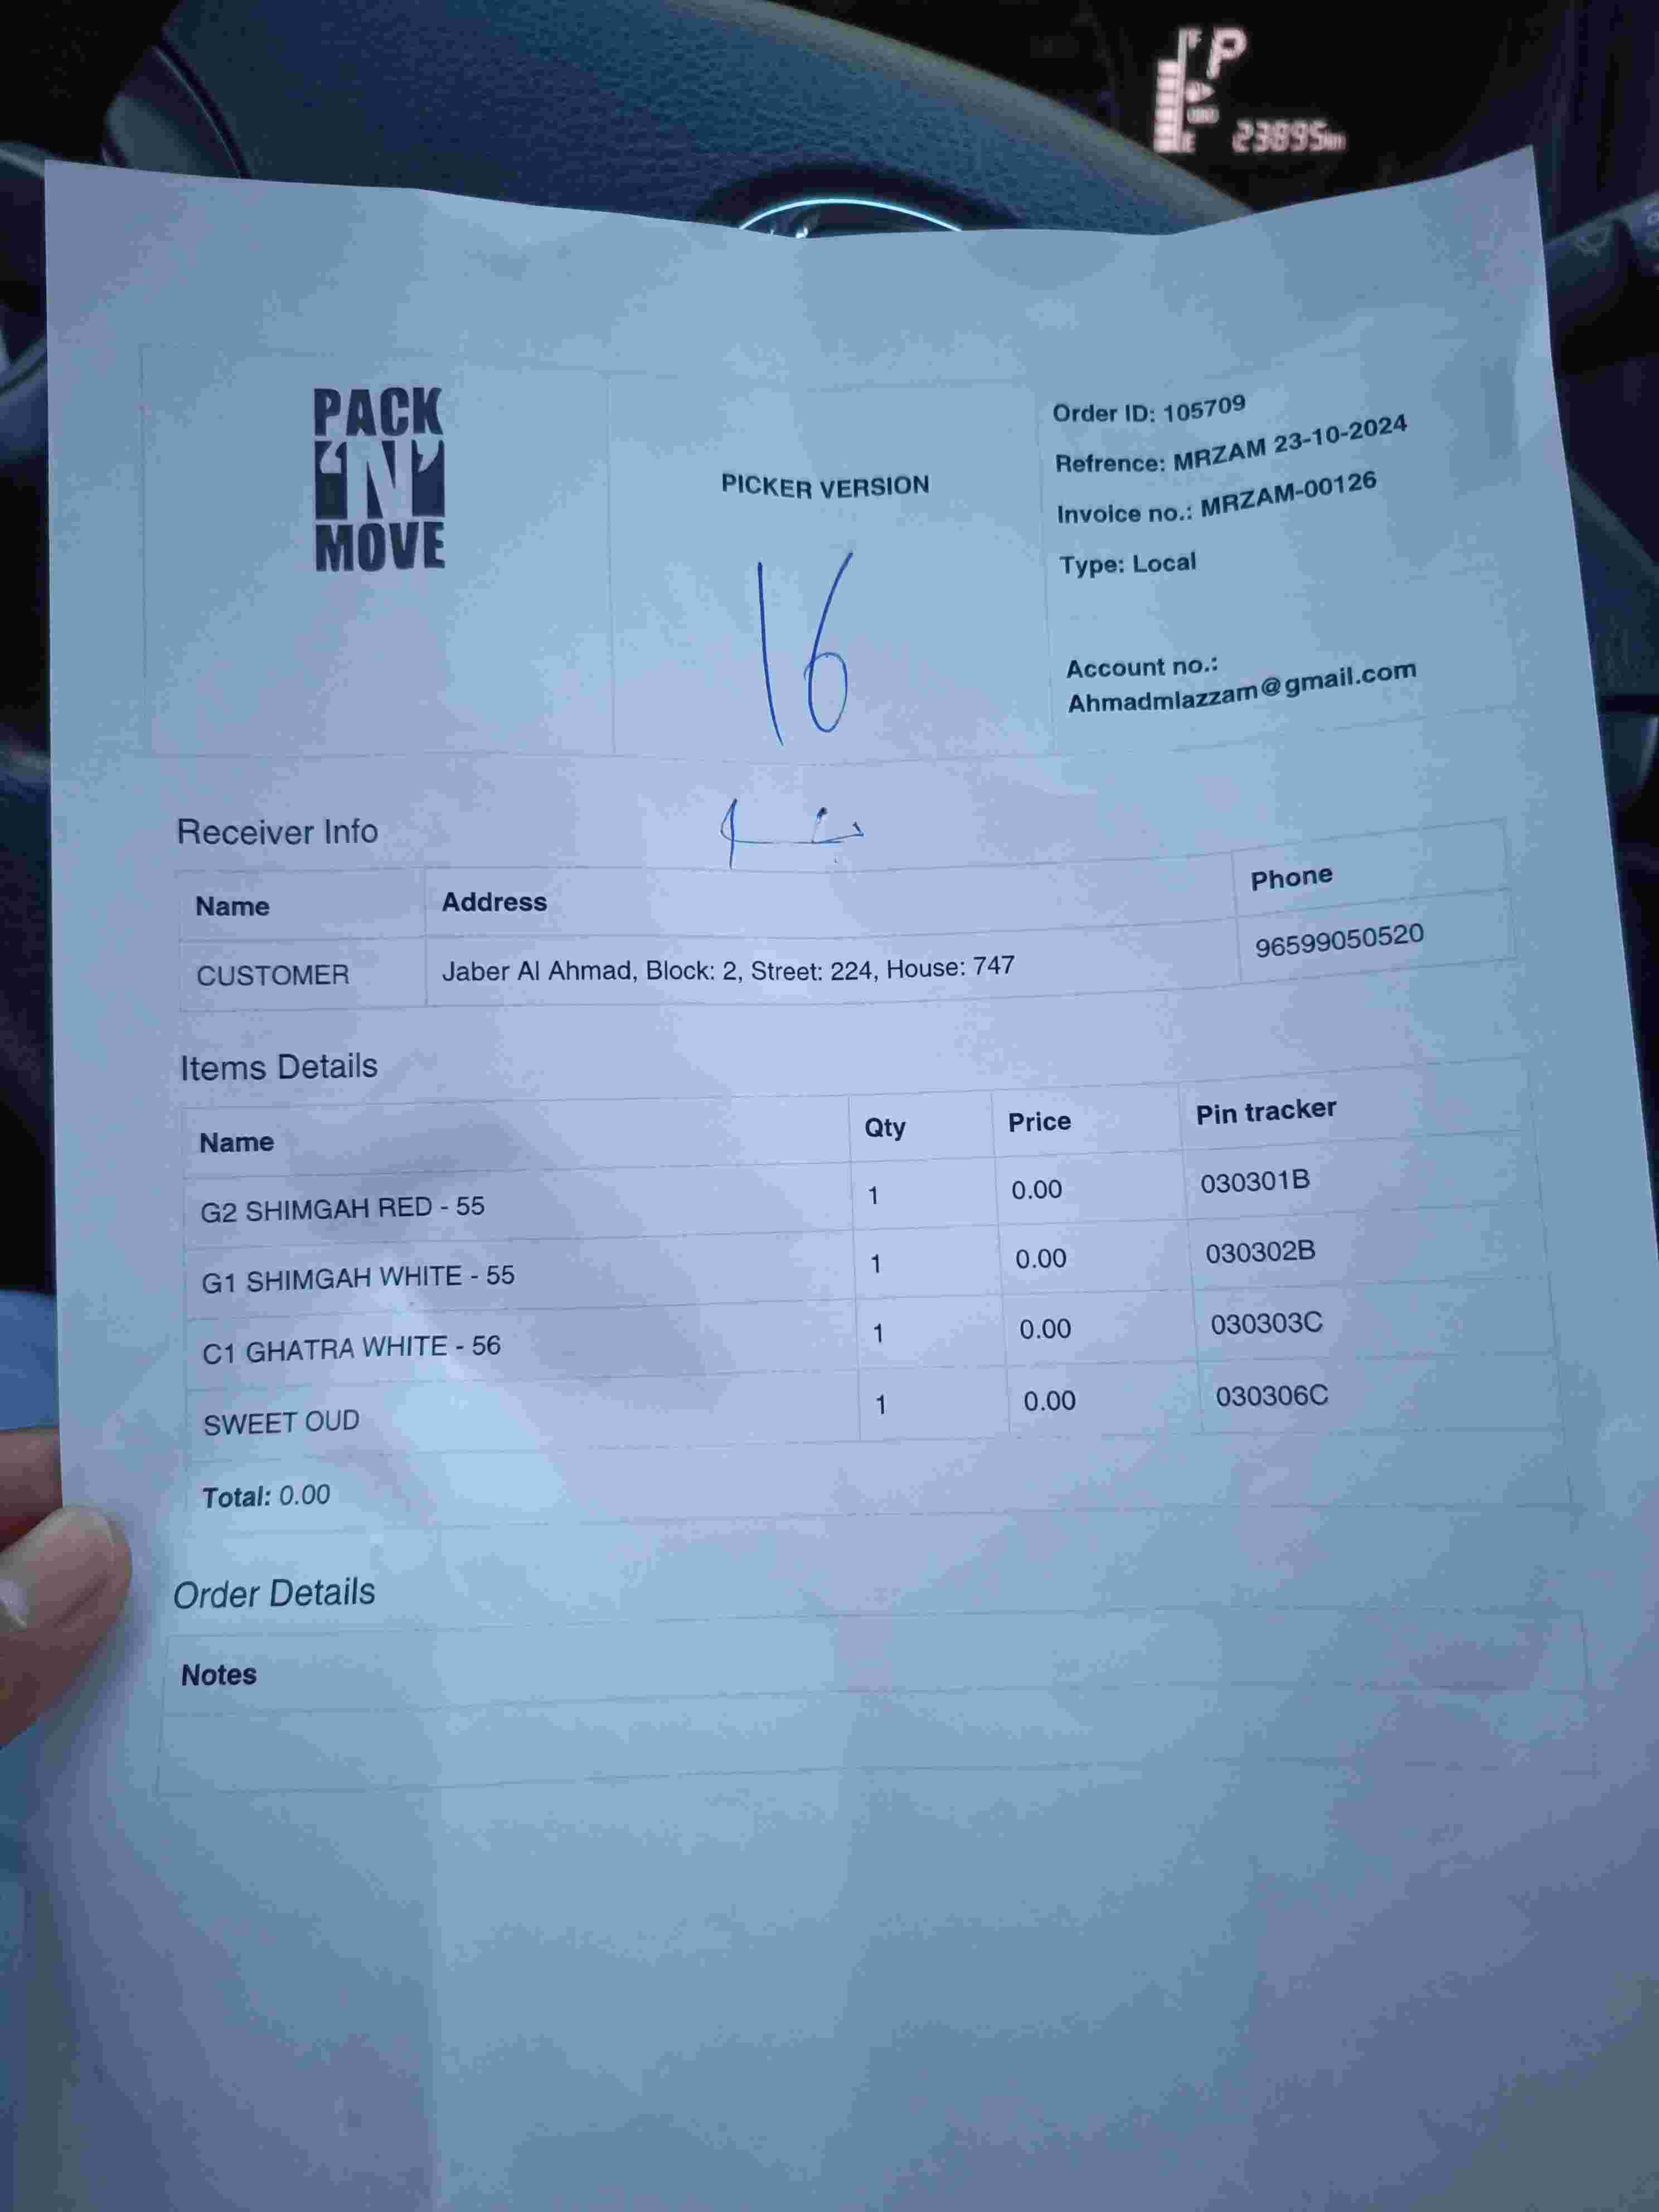 F P
E 23895km
PACK
'N'
MOVE
PICKER VERSION
16
Order ID: 105709
Refrence: MRZAM 23-10-2024
Invoice no.: MRZAM-00126
Type: Local
Account no.:
Ahmadmlazzam@gmail.com
Receiver Info
Name Address Phone
CUSTOMER Jaber Al Ahmad, Block: 2, Street: 224, House: 747 96599050520
Items Details
Name Qty Price Pin tracker
G2 SHIMGAH RED - 55 1 0.00 030301B
G1 SHIMGAH WHITE - 55 1 0.00 030302B
C1 GHATRA WHITE - 56 1 0.00 030303C
SWEET OUD 1 0.00 030306C
Total: 0.00
Order Details
Notes